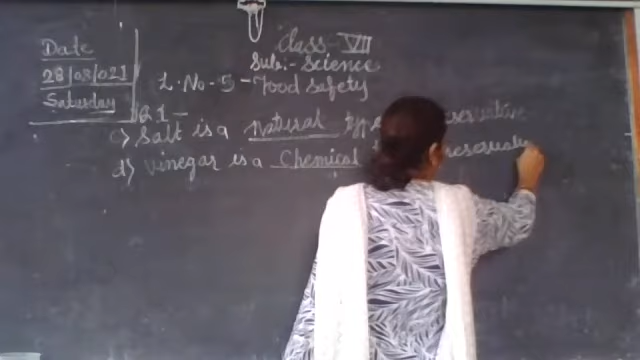 Date
28/08/021
Saturday
Class - VII
Sub:- Science
L. No. 5 - Food Safety
Q1 -
c) Salt is a natural
d) Vinegar is a Chemical